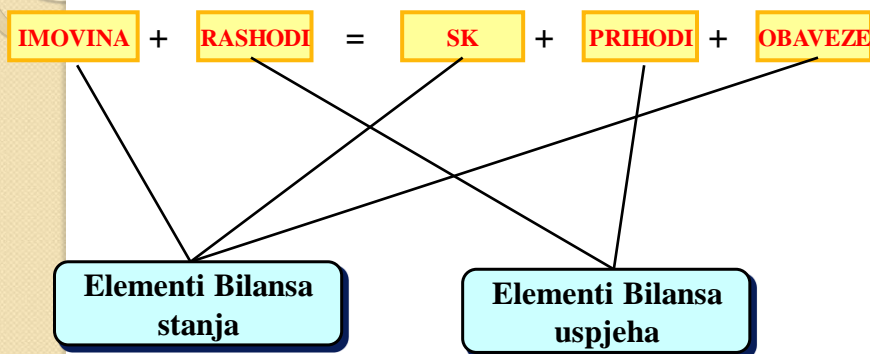 IMOVINA + RASHODI = SK + PRIHODI + OBAVEZE
Elementi Bilansa
stanja
Elementi Bilansa
uspjeha